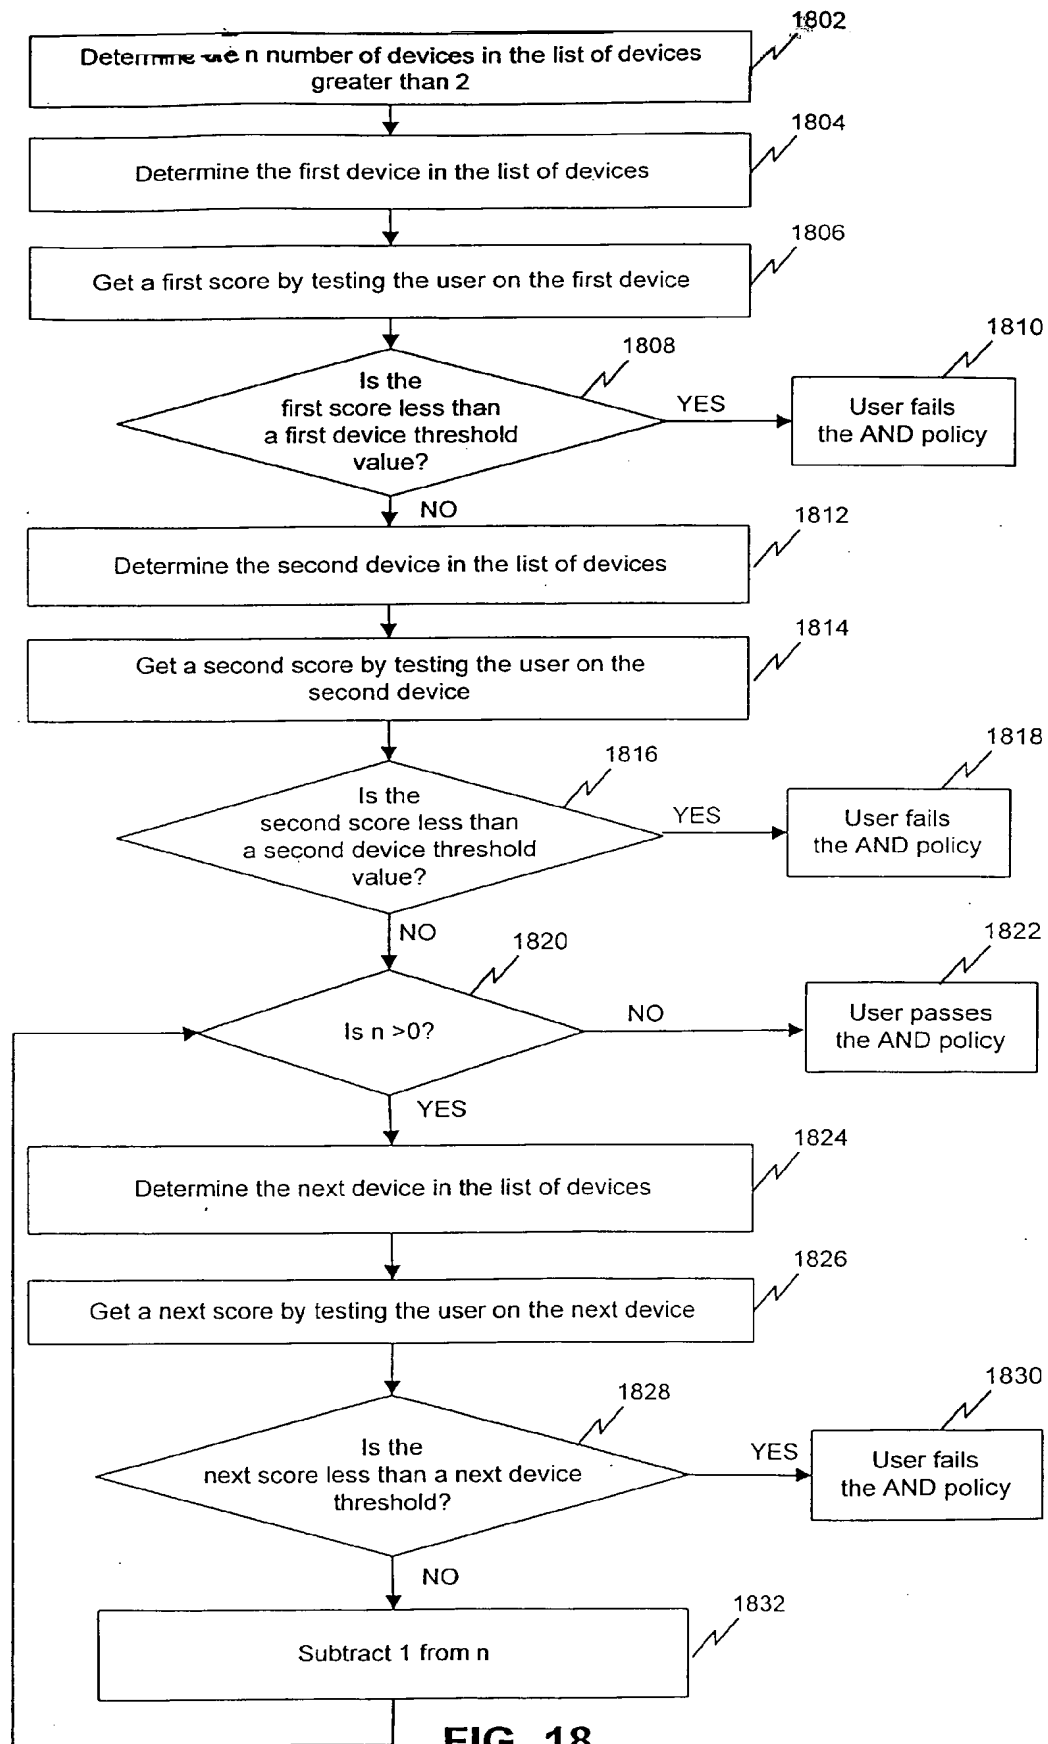 1802
Determine the n number of devices in the list of devices
greater than 2
1804
Determine the first device in the list of devices
1806
Get a first score by testing the user on the first device
1808
Is the
first score less than
a first device threshold
value?
YES
1810
User fails
the AND policy
NO
1812
Determine the second device in the list of devices
1814
Get a second score by testing the user on the
second device
1816
Is the
second score less than
a second device threshold
value?
YES
1818
User fails
the AND policy
NO
1820
Is n >0?
NO
1822
User passes
the AND policy
YES
1824
Determine the next device in the list of devices
1826
Get a next score by testing the user on the next device
1828
Is the
next score less than a next device
threshold?
YES
1830
User fails
the AND policy
NO
1832
Subtract 1 from n
FIG. 18